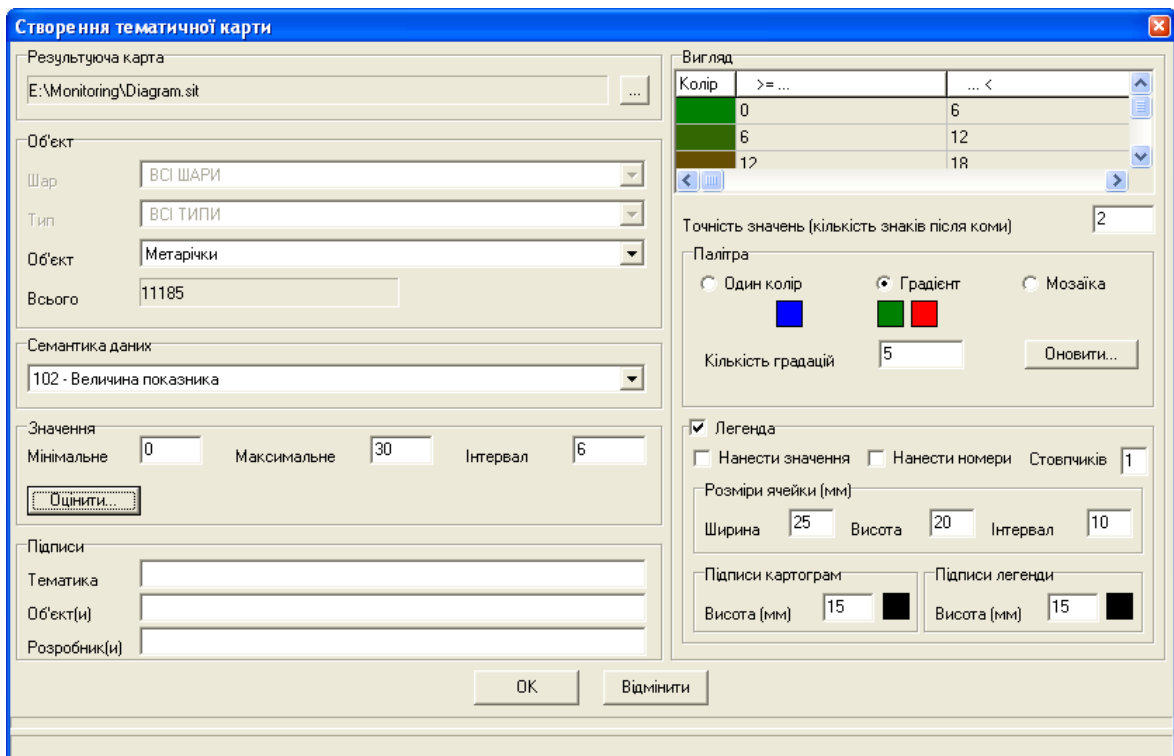 Створення тематичної карти
Результуюча карта
E:\Monitoring\Diagram.sit
...
Об'єкт
Шар ВСІ ШАРИ
Тип ВСІ ТИПИ
Об'єкт Метарічки
Всього 11185
Семантика даних
102 - Величина показника
Значення
Мінімальне 0 Максимальне 30 Інтервал 6
Оцінити...
Підписи
Тематика
Об'єкт(и)
Розробник(и)
Вигляд
Колір >= ... ... <
0 6
6 12
12 18
Точність значень (кількість знаків після коми) 2
Палітра
Один колір Градієнт Мозаїка
Кількість градацій 5 Оновити...
Легенда
Нанести значення Нанести номери Стовпчиків 1
Розміри ячейки (мм)
Ширина 25 Висота 20 Інтервал 10
Підписи картограм Підписи легенди
Висота (мм) 15 Висота (мм) 15
OK Відмінити